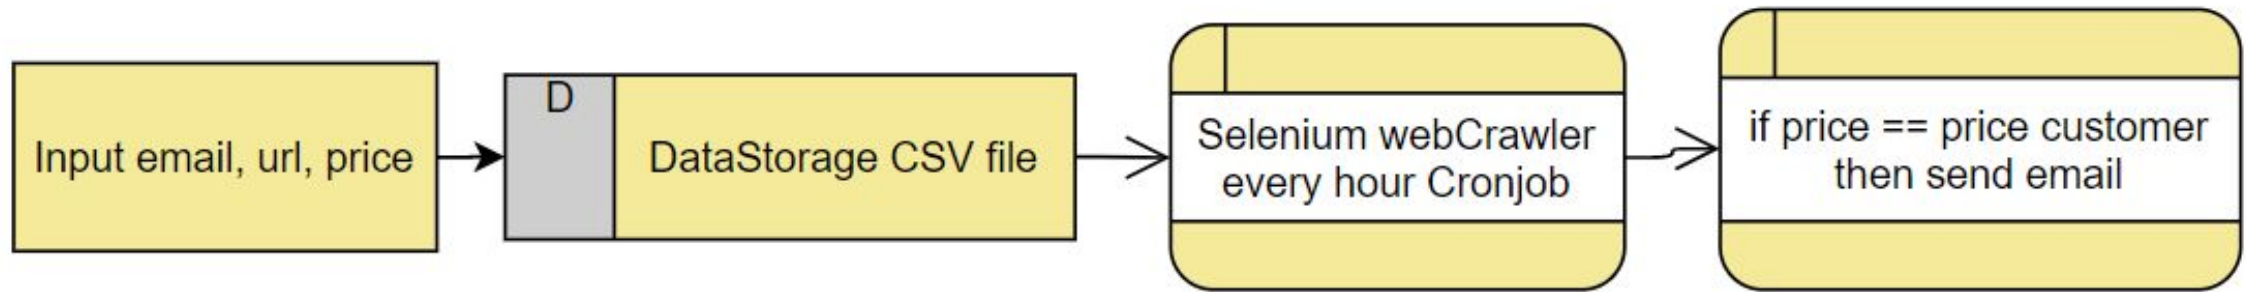 Input email, url, price
D
DataStorage CSV file
Selenium webCrawler
every hour Cronjob
if price == price customer
then send email